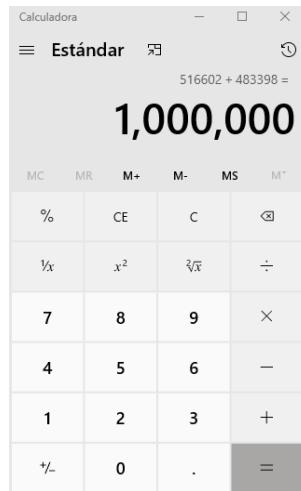 Calculadora
Estándar
516602 + 483398 =
1,000,000
MC MR M+ M- MS M˅
% CE C
¹/x x² ²√x ÷
7 8 9 ×
4 5 6 −
1 2 3 +
+/− 0 . =